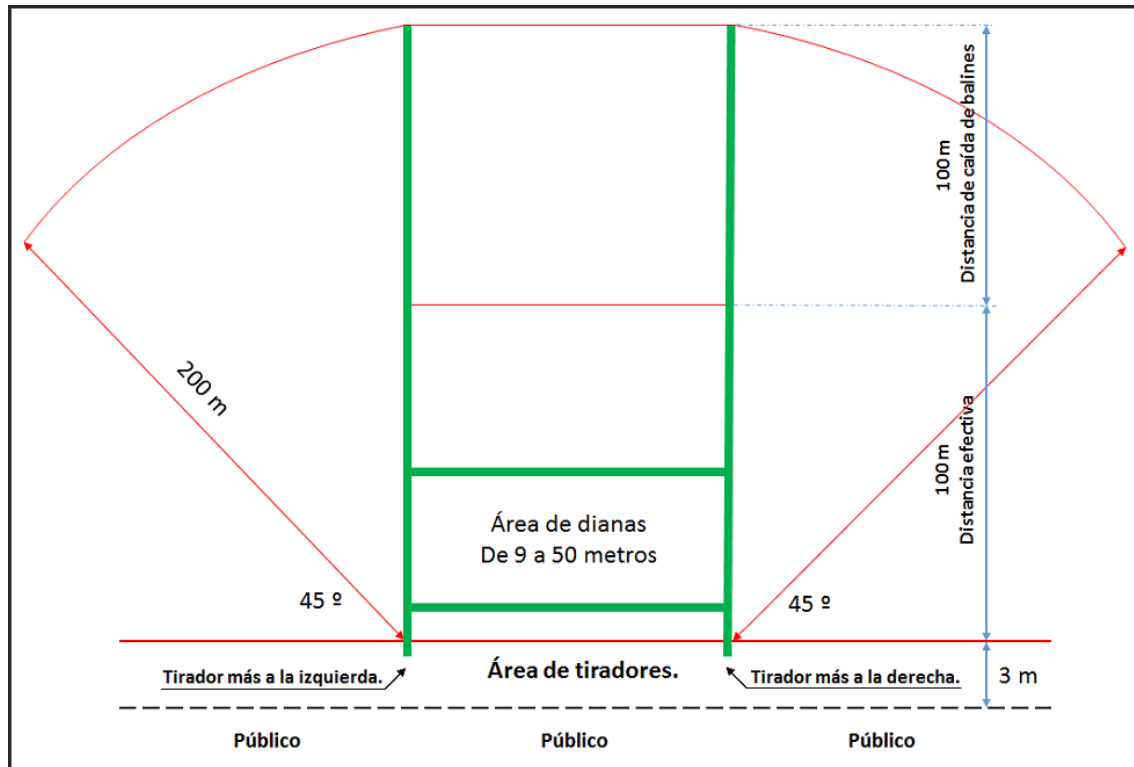 100 m
Distancia de caída de balines
200 m
100 m
Distancia efectiva
Área de dianas
De 9 a 50 metros
45 º
45 º
Tirador más a la izquierda.
Área de tiradores.
Tirador más a la derecha.
3 m
Público
Público
Público